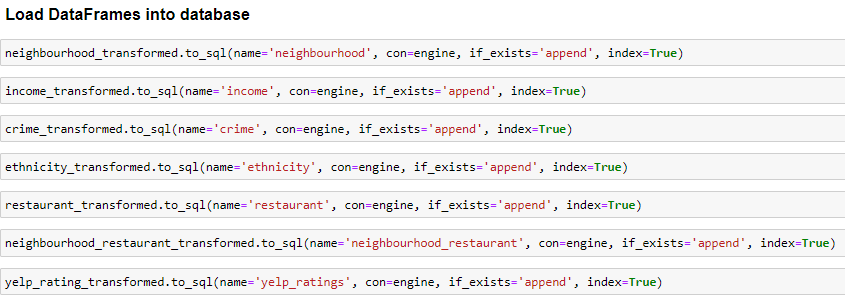 Load DataFrames into database
neighbourhood_transformed.to_sql(name='neighbourhood', con=engine, if_exists='append', index=True)
income_transformed.to_sql(name='income', con=engine, if_exists='append', index=True)
crime_transformed.to_sql(name='crime', con=engine, if_exists='append', index=True)
ethnicity_transformed.to_sql(name='ethnicity', con=engine, if_exists='append', index=True)
restaurant_transformed.to_sql(name='restaurant', con=engine, if_exists='append', index=True)
neighbourhood_restaurant_transformed.to_sql(name='neighbourhood_restaurant', con=engine, if_exists='append', index=True)
yelp_rating_transformed.to_sql(name='yelp_ratings', con=engine, if_exists='append', index=True)